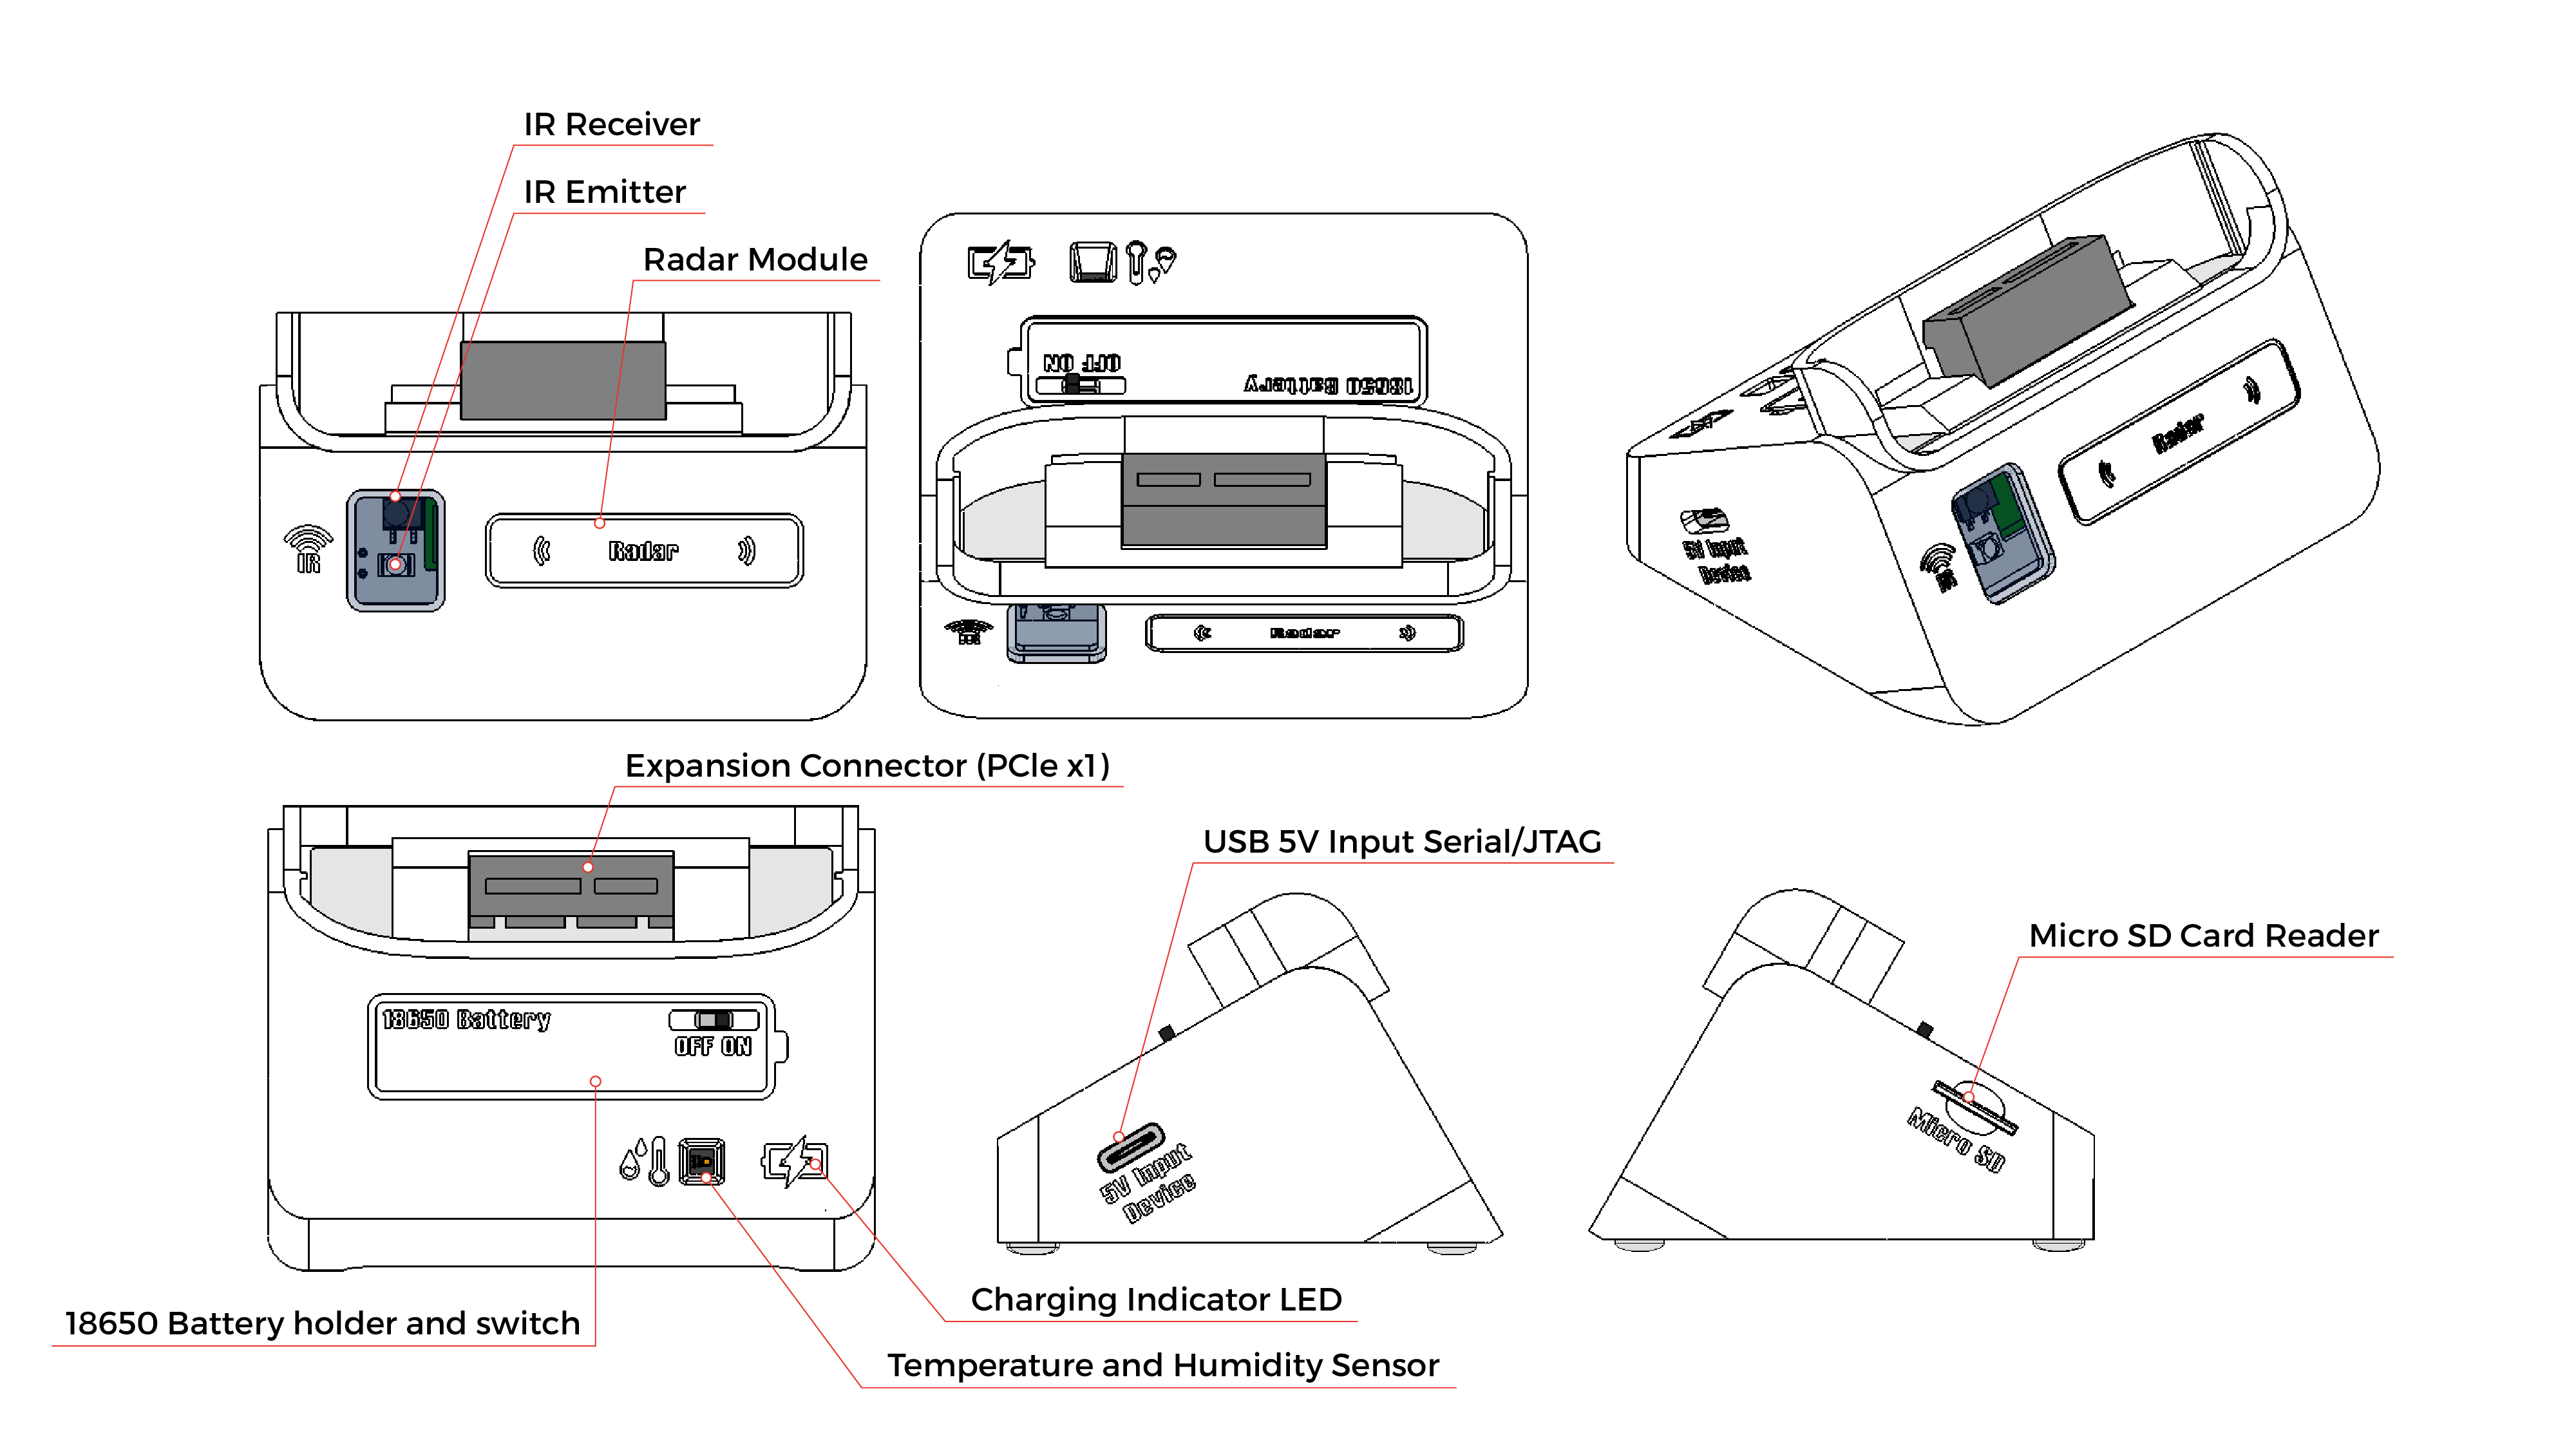 IR Receiver
IR Emitter
Radar Module
IR
Radar
OFF ON
18650 Battery
Radar
Radar
5V Input
Device
Expansion Connector (PCIe x1)
18650 Battery
OFF ON
18650 Battery holder and switch
USB 5V Input Serial/JTAG
5V Input
Device
Micro SD Card Reader
Micro SD
Charging Indicator LED
Temperature and Humidity Sensor